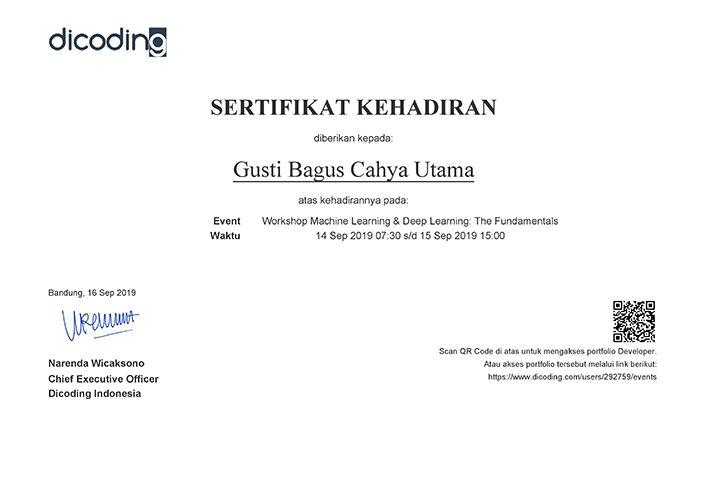 dicoding
SERTIFIKAT KEHADIRAN
diberikan kepada:
Gusti Bagus Cahya Utama
atas kehadirannya pada:
Event Workshop Machine Learning & Deep Learning: The Fundamentals
Waktu 14 Sep 2019 07:30 s/d 15 Sep 2019 15:00
Bandung, 16 Sep 2019
Narenda Wicaksono
Chief Executive Officer
Dicoding Indonesia
Scan QR Code di atas untuk mengakses portfolio Developer.
Atau akses portfolio tersebut melalui link berikut:
https://www.dicoding.com/users/292759/events